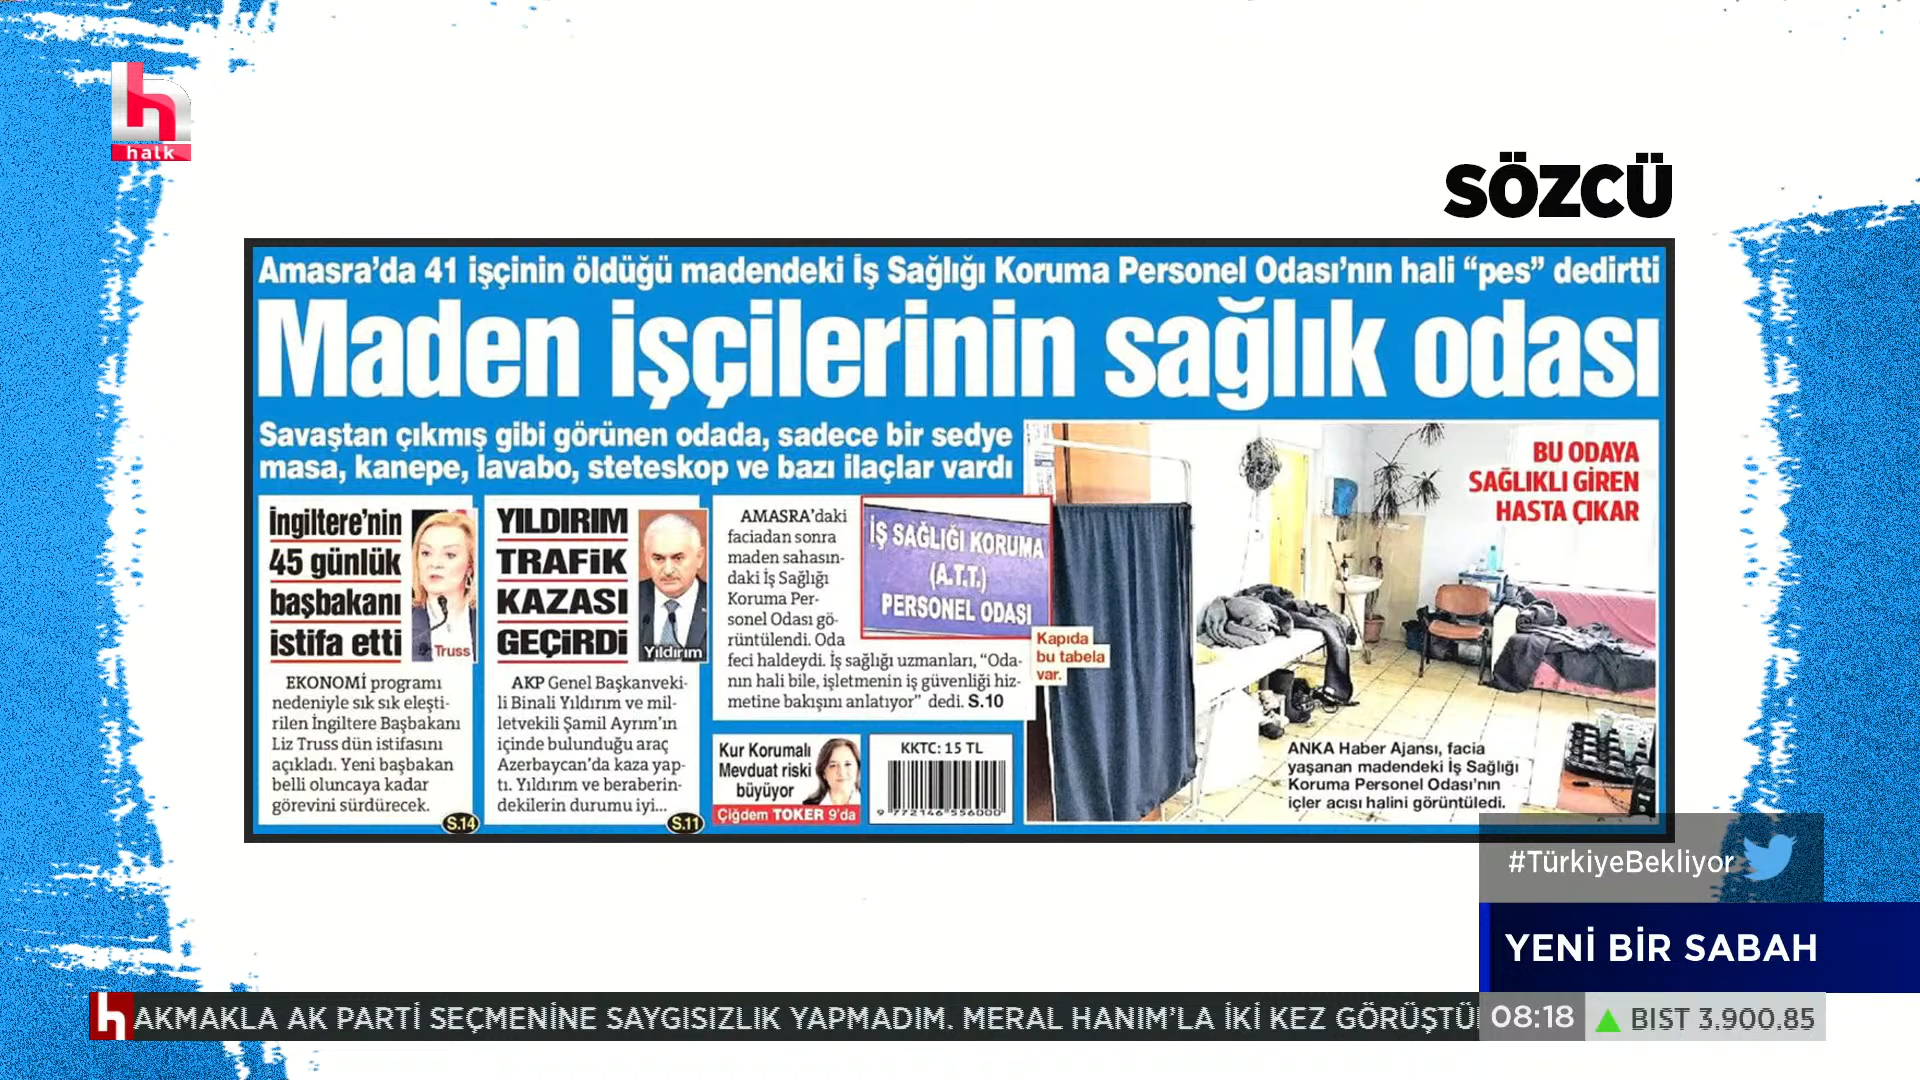 halk
SÖZCÜ
Amasra’da 41 işçinin öldüğü madendeki İş Sağlığı Koruma Personel Odası’nın hali “pes” dedirtti
Maden işçilerinin sağlık odası
Savaştan çıkmış gibi görünen odada, sadece bir sedye
masa, kanepe, lavabo, steteskop ve bazı ilaçlar vardı
İngiltere’nin
45 günlük
başbakanı
istifa etti
Truss
EKONOMİ programı
nedeniyle sık sık eleşti-
rilen İngiltere Başbakanı
Liz Truss dün istifasını
açıkladı. Yeni başbakan
belli oluncaya kadar
görevini sürdürecek.
S.14
YILDIRIM
TRAFİK
KAZASI
GEÇİRDİ
Yıldırım
AKP Genel Başkanveki-
li Binali Yıldırım ve mil-
letvekili Şamil Ayrım’ın
içinde bulunduğu araç
Azerbaycan’da kaza yap-
tı. Yıldırım ve beraberin-
dekilerin durumu iyi...
S.11
AMASRA’daki
faciadan sonra
maden sahasın-
daki İş Sağlığı
Koruma Per-
sonel Odası gö-
rüntülendi. Oda
feci haldeydi. İş sağlığı uzmanları, “Oda-
nın hali bile, işletmenin iş güvenliği hiz-
metine bakışını anlatıyor” dedi. S.10
İŞ SAĞLIĞI KORUMA
(A.T.T.)
PERSONEL ODASI
Kapıda
bu tabela
var.
Kur Korumalı
Mevduat riski
büyüyor
Çiğdem TOKER 9’da
KKTC: 15 TL
9 772146 556000
BU ODAYA
SAĞLIKLI GİREN
HASTA ÇIKAR
ANKA Haber Ajansı, facia
yaşanan madendeki İş Sağlığı
Koruma Personel Odası’nın
içler acısı halini görüntüledi.
#TürkiyeBekliyor
YENİ BİR SABAH
AKMAKLA AK PARTİ SEÇMENİNE SAYGISIZLIK YAPMADIM. MERAL HANIM’LA İKİ KEZ GÖRÜŞTÜ
08:18
BIST 3.900.85